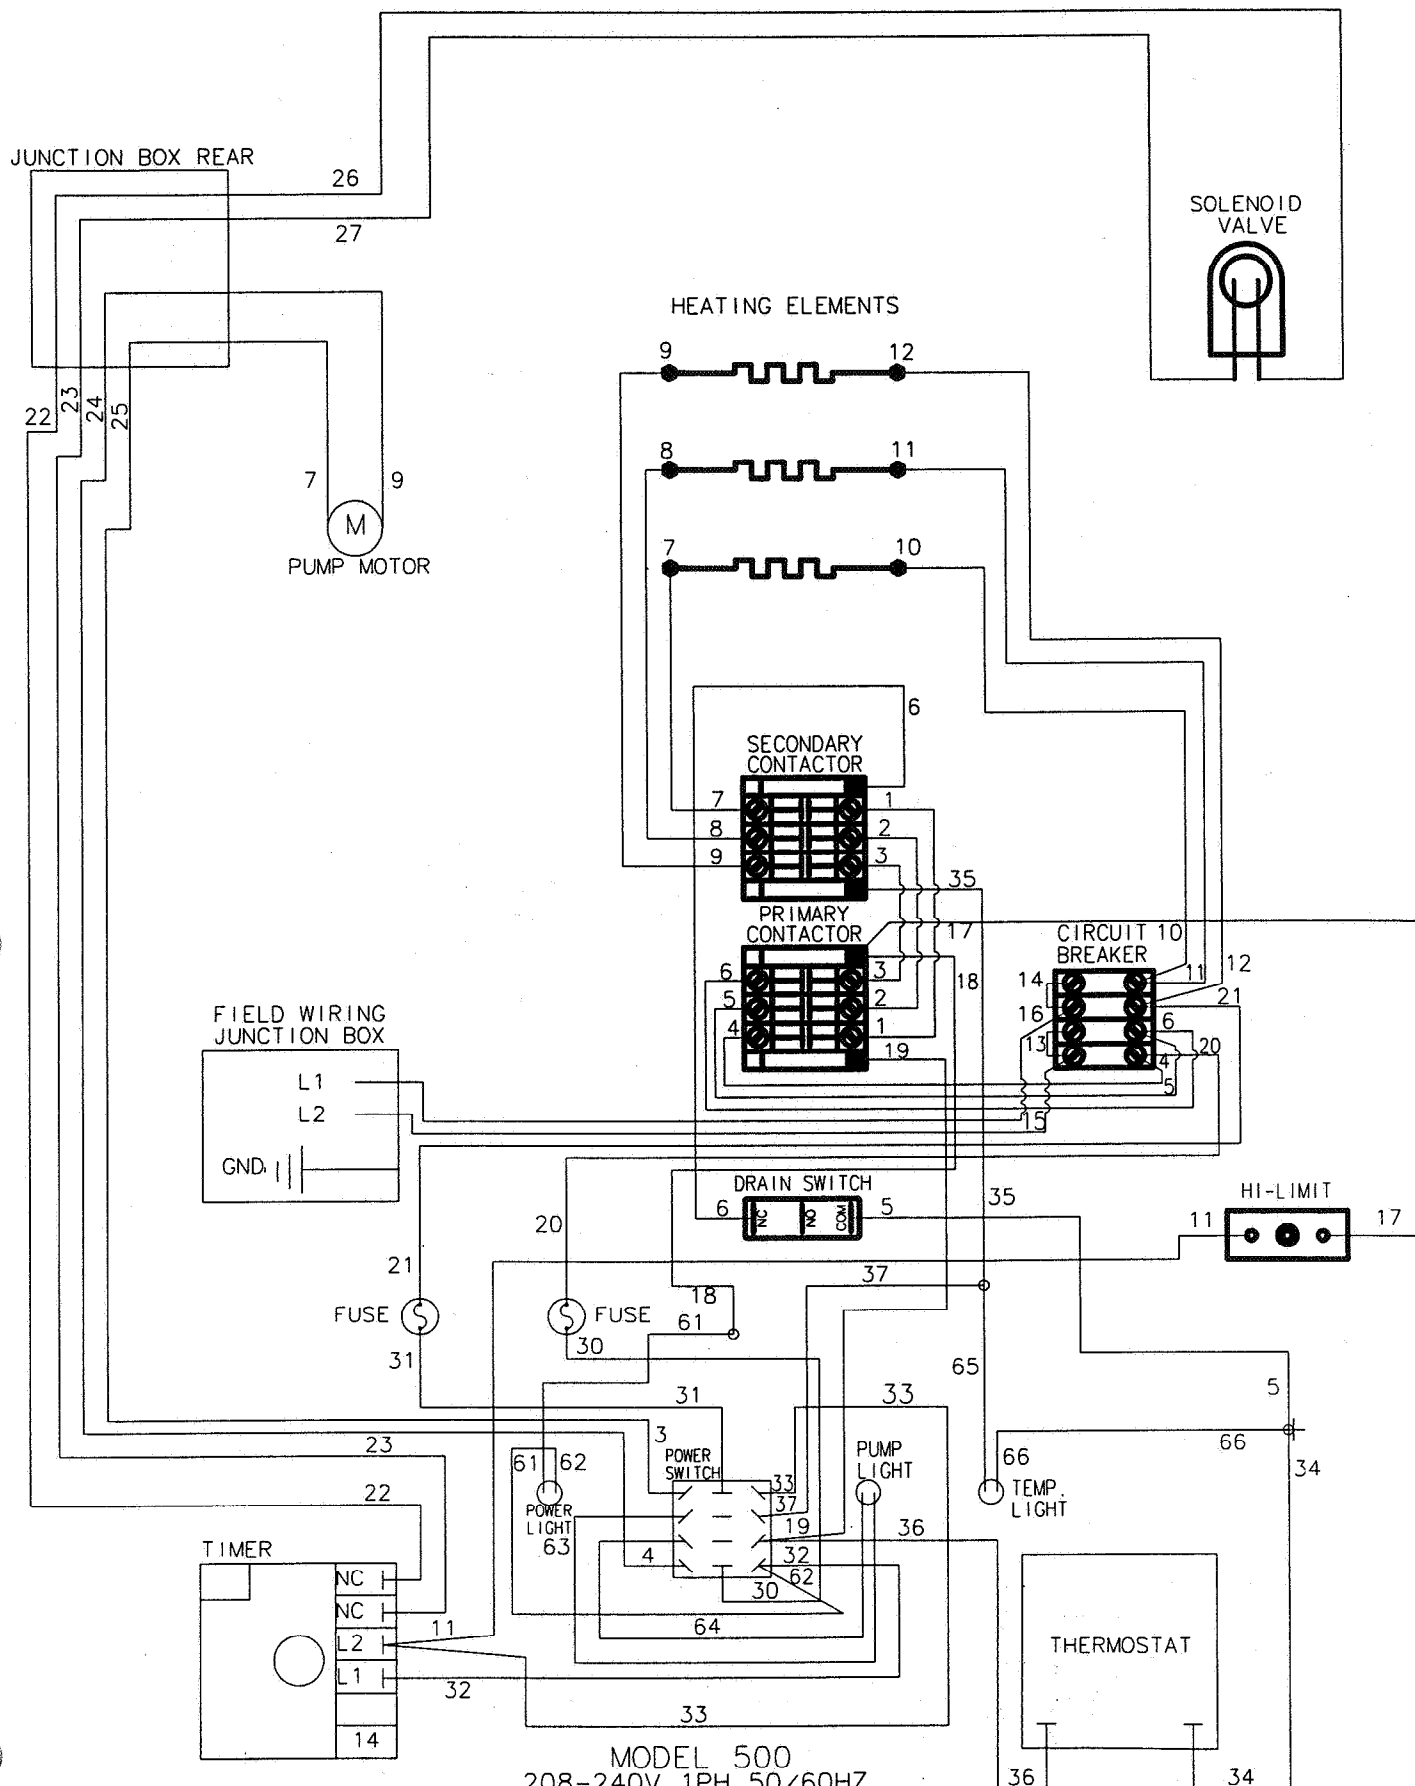 JUNCTION BOX REAR
26
27
SOLENOID
VALVE
HEATING ELEMENTS
9
12
22
23
24
25
8
11
7
9
M
PUMP MOTOR
7
10
6
SECONDARY
CONTACTOR
7
1
8
2
9
3
35
PRIMARY
CONTACTOR
17
CIRCUIT 10
BREAKER
6
3
18
14
11
12
5
2
16
21
4
1
13
6
19
20
4
5
15
FIELD WIRING
JUNCTION BOX
L1
L2
GND
DRAIN SWITCH
6
NC
NO
COM
5
35
HI-LIMIT
11
17
20
21
37
18
FUSE
FUSE
61
30
31
65
31
33
5
3
23
61
62
POWER
SWITCH
PUMP
LIGHT
66
66
34
22
33
37
TEMP.
LIGHT
POWER
LIGHT
63
19
36
4
32
62
30
TIMER
NC
NC
11
L2
L1
32
64
33
14
THERMOSTAT
MODEL 500
208-240V 1PH 50/60HZ
36
34